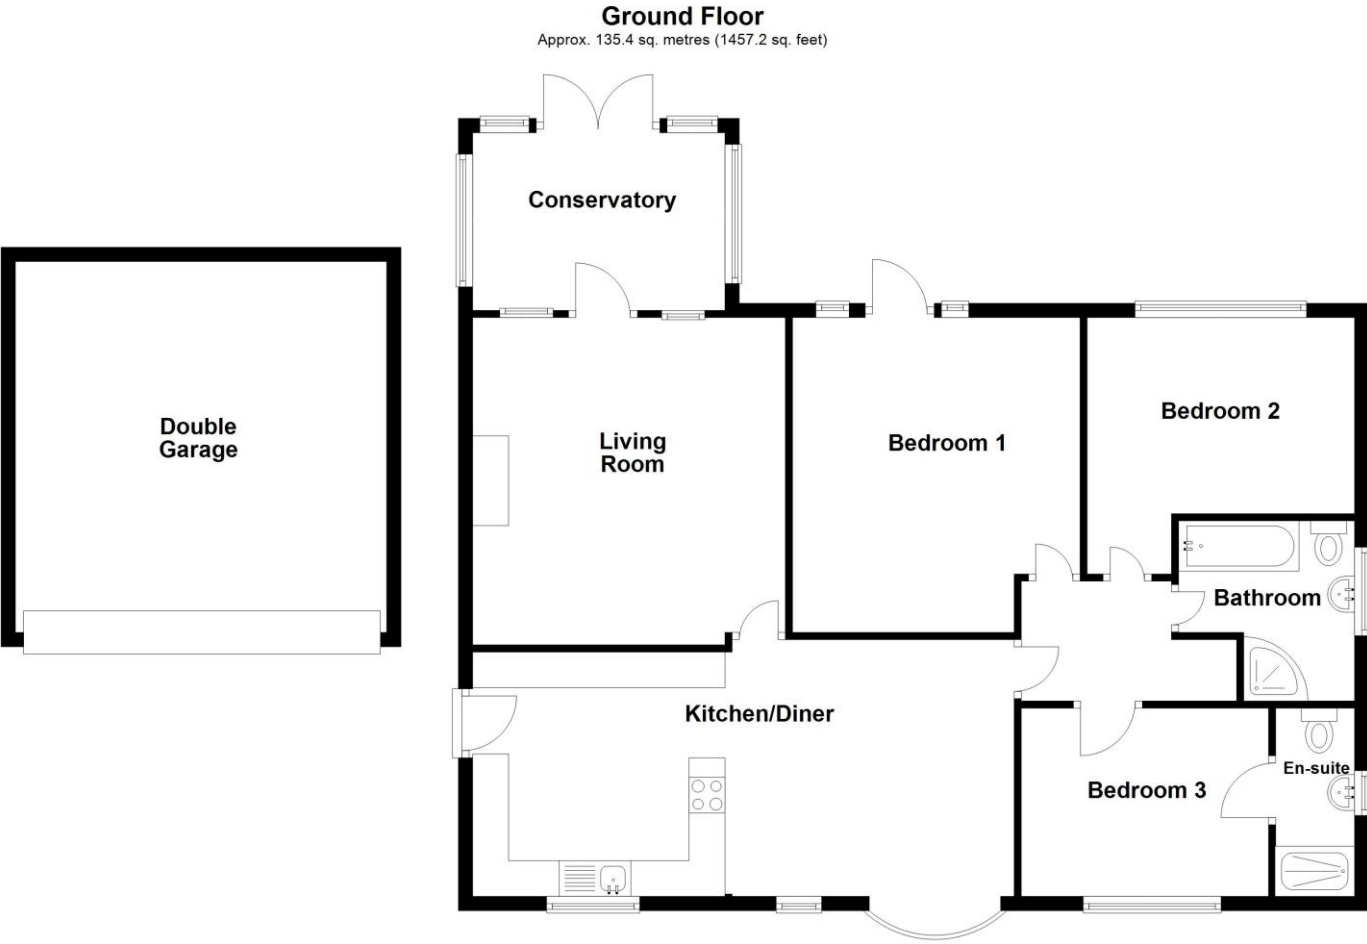 Ground Floor
Approx. 135.4 sq. metres (1457.2 sq. feet)
Conservatory
Double
Garage
Living
Room
Bedroom 1
Bedroom 2
Bathroom
Kitchen/Diner
En-suite
Bedroom 3